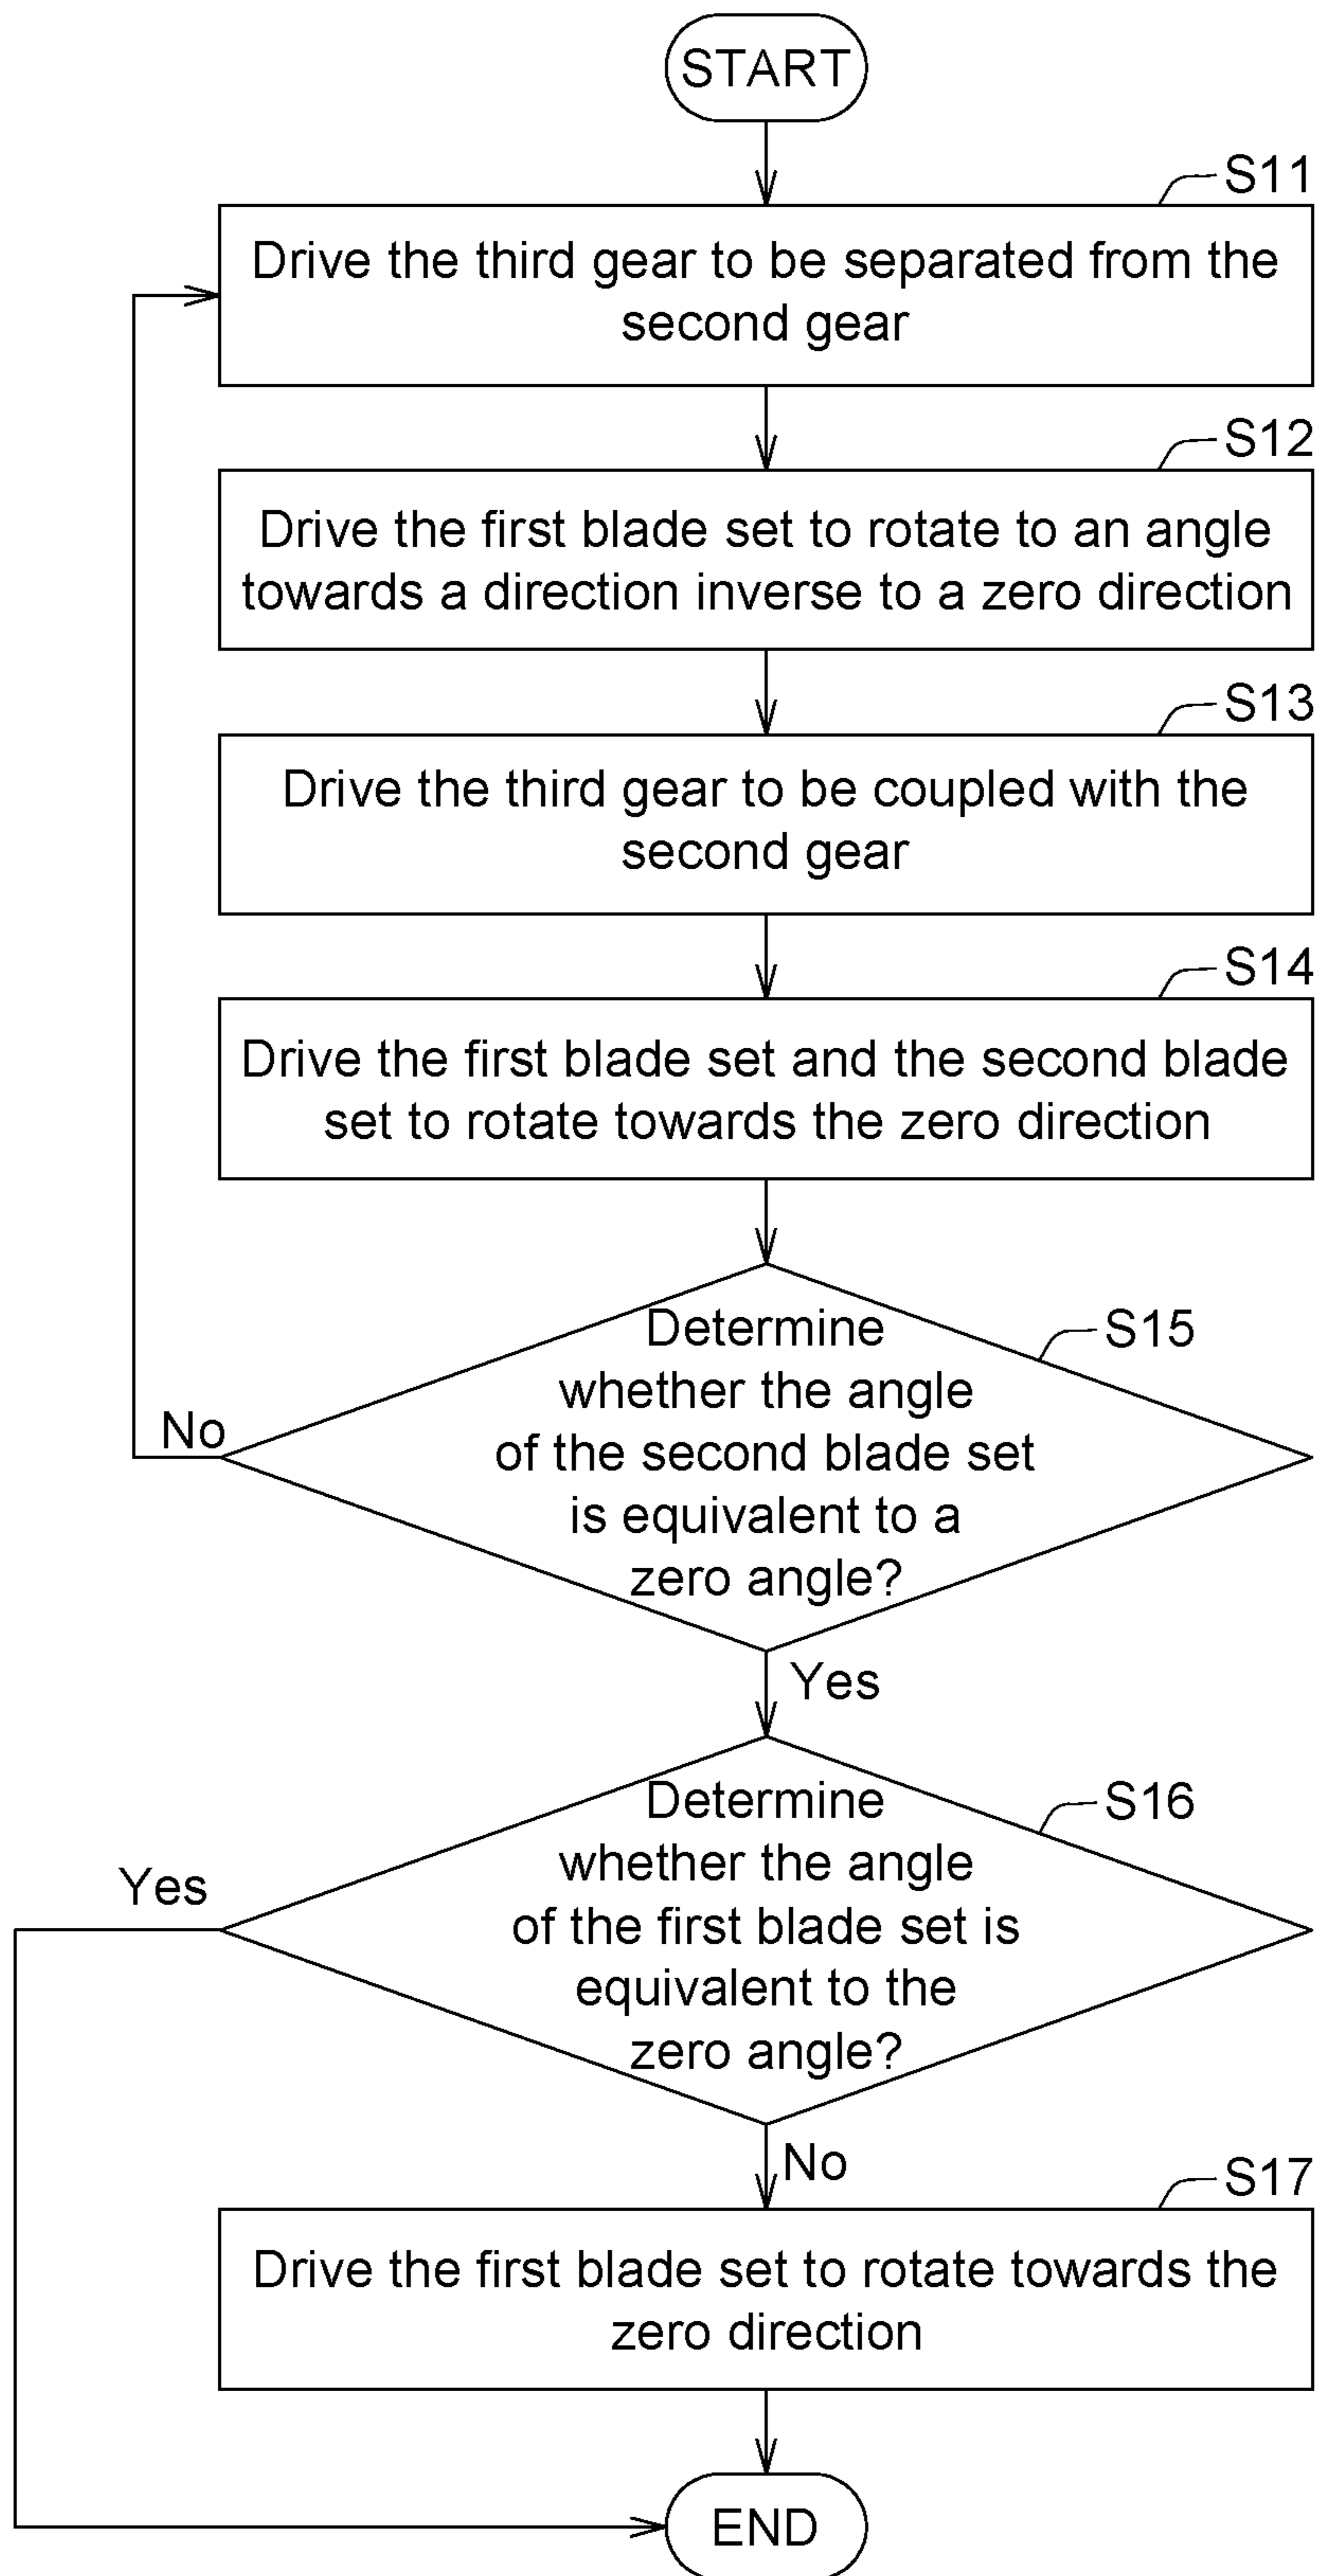 START
S11
Drive the third gear to be separated from the
second gear
S12
Drive the first blade set to rotate to an angle
towards a direction inverse to a zero direction
S13
Drive the third gear to be coupled with the
second gear
S14
Drive the first blade set and the second blade
set to rotate towards the zero direction
S15
Determine
whether the angle
of the second blade set
is equivalent to a
zero angle?
No
Yes
S16
Determine
whether the angle
of the first blade set is
equivalent to the
zero angle?
Yes
No
S17
Drive the first blade set to rotate towards the
zero direction
END